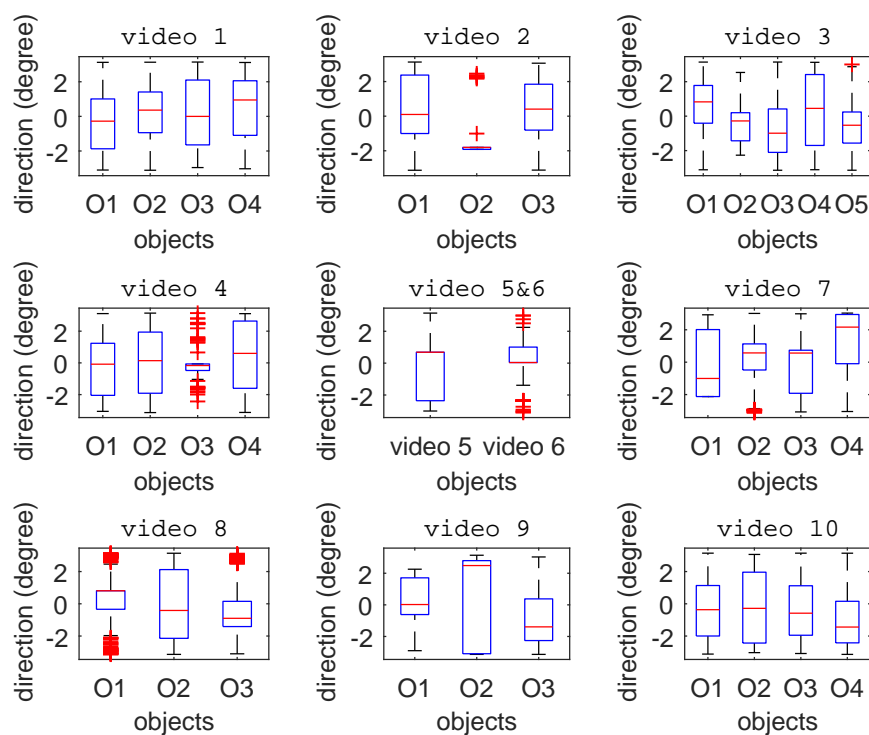 video 1
direction (degree)
2
0
-2
O1 O2 O3 O4
objects
video 2
direction (degree)
2
0
-2
O1 O2 O3
objects
video 3
direction (degree)
2
0
-2
O1 O2 O3 O4 O5
objects
video 4
direction (degree)
2
0
-2
O1 O2 O3 O4
objects
video 5&6
direction (degree)
2
0
-2
video 5 video 6
objects
video 7
direction (degree)
2
0
-2
O1 O2 O3 O4
objects
video 8
direction (degree)
2
0
-2
O1 O2 O3
objects
video 9
direction (degree)
2
0
-2
O1 O2 O3
objects
video 10
direction (degree)
2
0
-2
O1 O2 O3 O4
objects